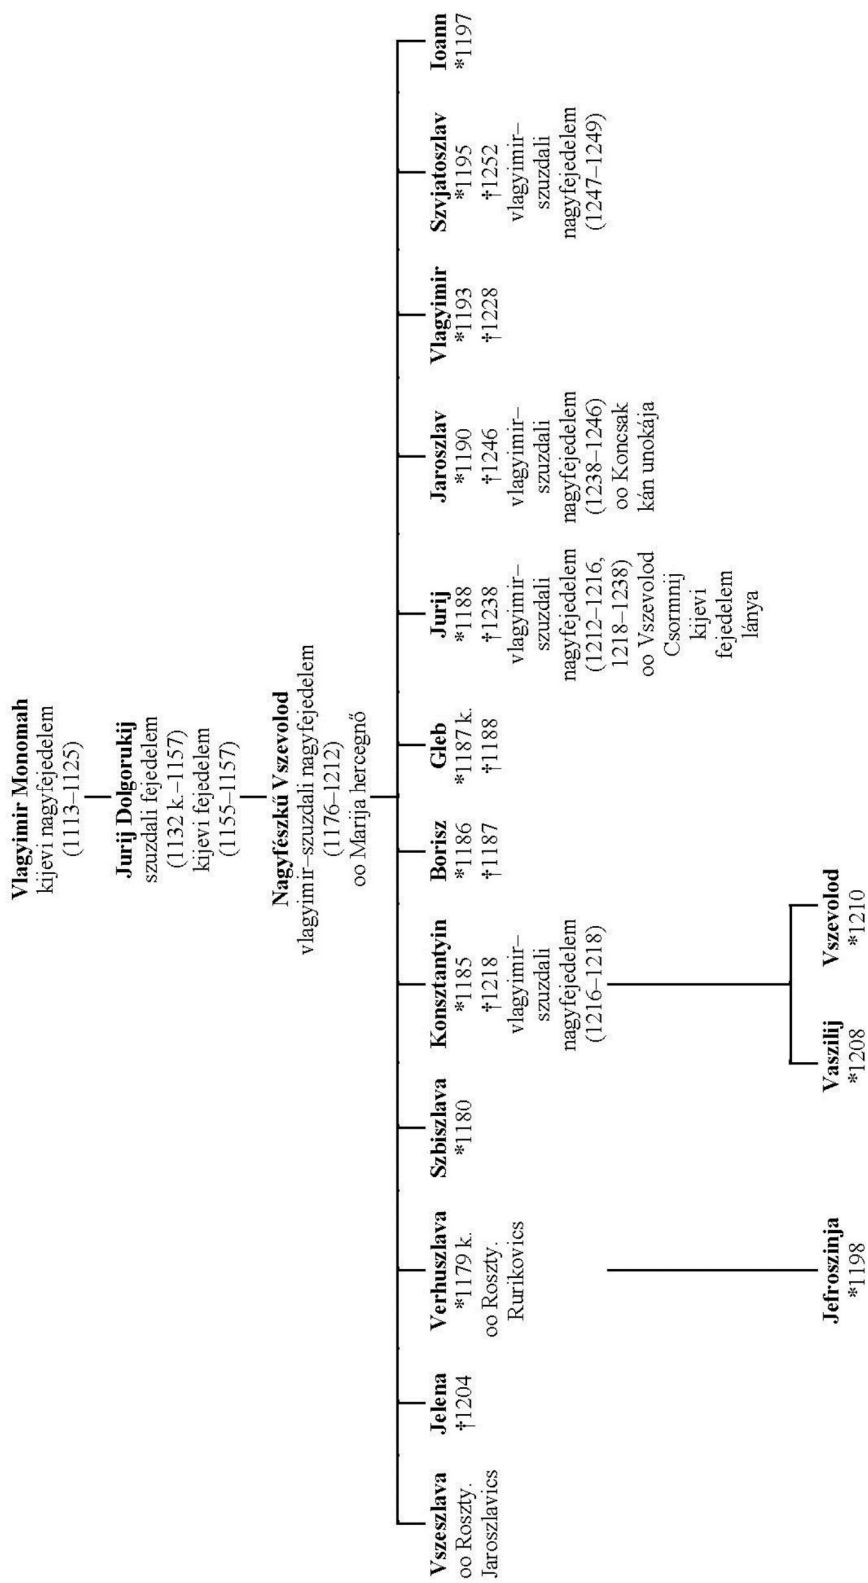 Vlagyimir Monomah
kijevi nagyfejedelem
(1113–1125)
Jurij Dolgorukij
szuzdali fejedelem
(1132 k.–1157)
kijevi fejedelem
(1155–1157)
Nagyfészkű Vszevolod
vlagyimir–szuzdali nagyfejedelem
(1176–1212)
oo Marija hercegnő
Vszeszlava
oo Roszty.
Jaroszlavics
Jelena
†1204
Verhuszlava
*1179 k.
oo Roszty.
Rurikovics
Szbiszlava
*1180
Konsztantyin
*1185
†1218
vlagyimir–
szuzdali
nagyfejedelem
(1216–1218)
Borisz
*1186
†1187
Gleb
*1187 k.
†1188
Jurij
*1188
†1238
vlagyimir–
szuzdali
nagyfejedelem
(1212–1216,
1218–1238)
oo Vszevolod
Csormnij
kijevi
fejedelem
lánya
Jaroszlav
*1190
†1246
vlagyimir–
szuzdali
nagyfejedelem
(1238–1246)
oo Koncsak
kán unokája
Vlagyimir
*1193
†1228
Szvjatoszlav
*1195
†1252
vlagyimir–
szuzdali
nagyfejedelem
(1247–1249)
Ioann
*1197
Jefroszinja
*1198
Vaszilij
*1208
Vszevolod
*1210